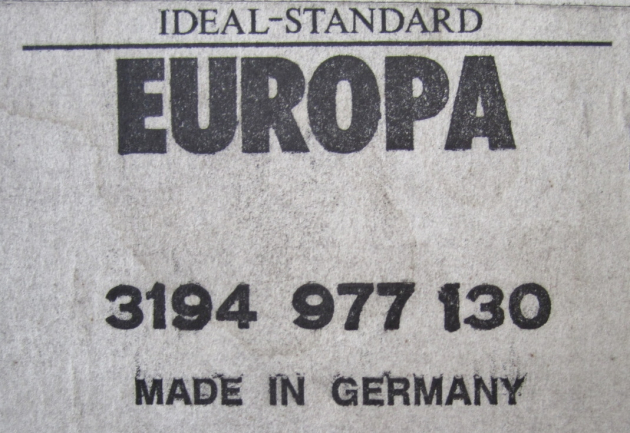 IDEAL-STANDARD
EUROPA
3194 977 130
MADE IN GERMANY